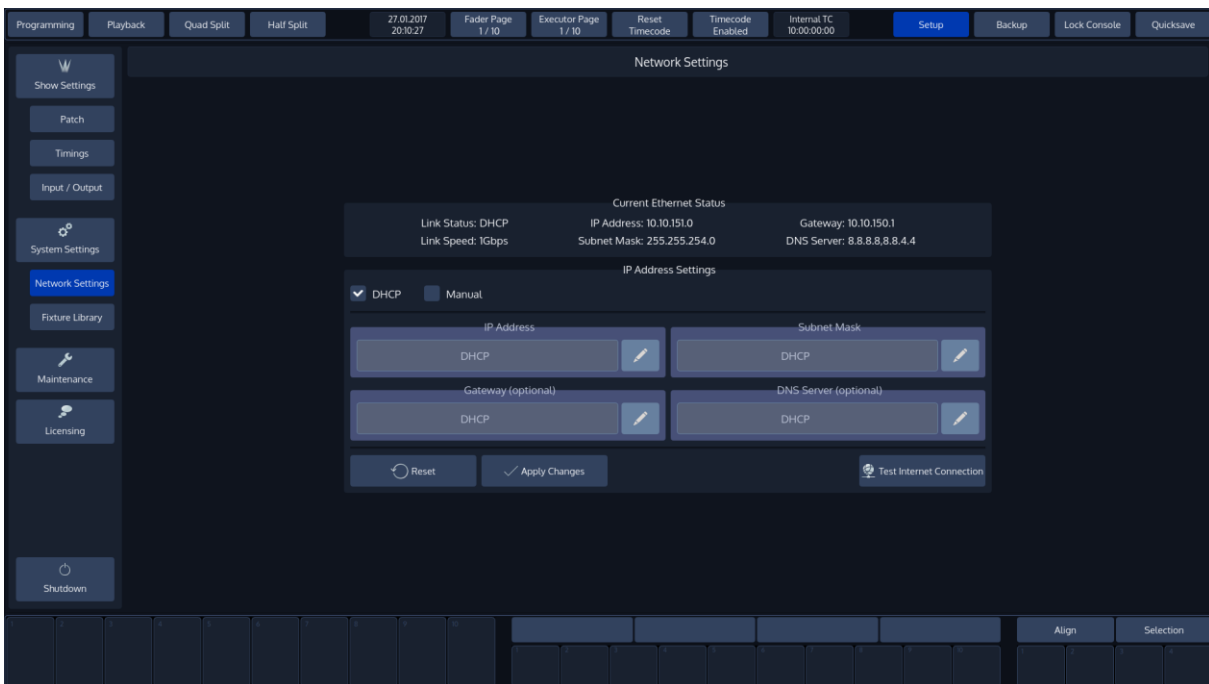 Programming
Playback
Quad Split
Half Split
27.01.2017
20:10:27
Fader Page
1 / 10
Executor Page
1 / 10
Reset
Timecode
Timecode
Enabled
Internal TC
10:00:00:00
Setup
Backup
Lock Console
Quicksave
Show Settings
Patch
Timings
Input / Output
System Settings
Network Settings
Fixture Library
Maintenance
Licensing
Shutdown
Network Settings
Current Ethernet Status
Link Status: DHCP
IP Address: 10.10.151.0
Gateway: 10.10.150.1
Link Speed: 1Gbps
Subnet Mask: 255.255.254.0
DNS Server: 8.8.8.8,8.8.4.4
IP Address Settings
DHCP
Manual
IP Address
Subnet Mask
DHCP
DHCP
Gateway (optional)
DNS Server (optional)
DHCP
DHCP
Reset
Apply Changes
Test Internet Connection
Align
Selection